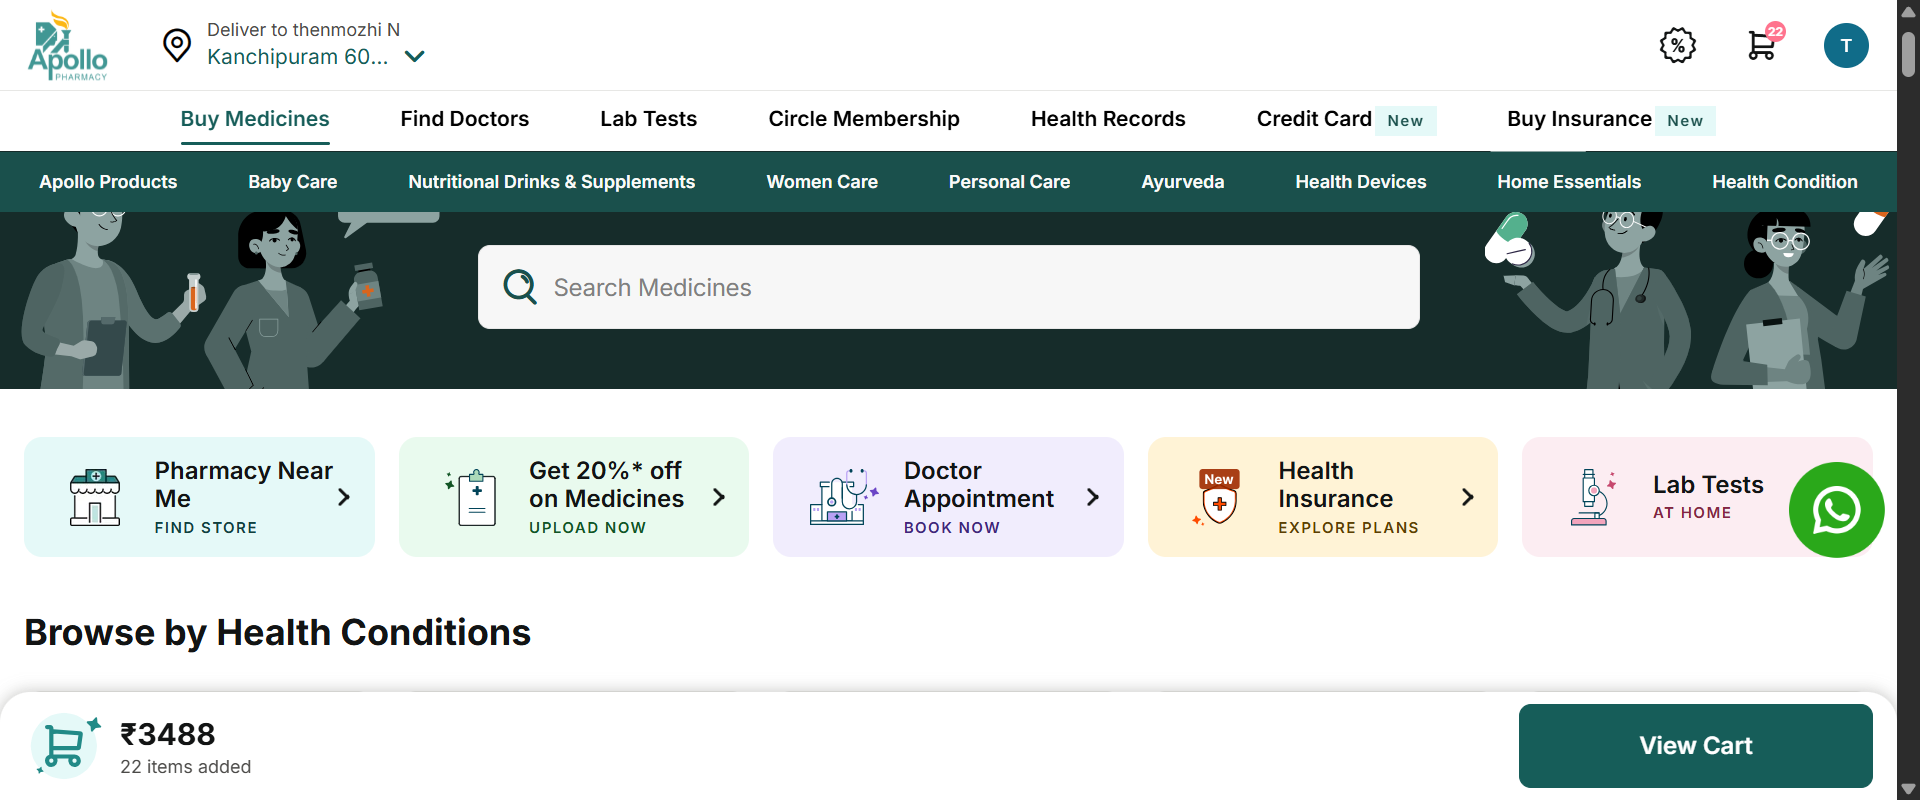 Apollo
PHARMACY
Deliver to thenmozhi N
Kanchipuram 60...
%
22
T
Buy Medicines
Find Doctors
Lab Tests
Circle Membership
Health Records
Credit Card New
Buy Insurance New
Apollo Products
Baby Care
Nutritional Drinks & Supplements
Women Care
Personal Care
Ayurveda
Health Devices
Home Essentials
Health Condition
Search Medicines
Pharmacy Near
Me
FIND STORE
Get 20%* off
on Medicines
UPLOAD NOW
Doctor
Appointment
BOOK NOW
New
Health
Insurance
EXPLORE PLANS
Lab Tests
AT HOME
Browse by Health Conditions
₹3488
22 items added
View Cart